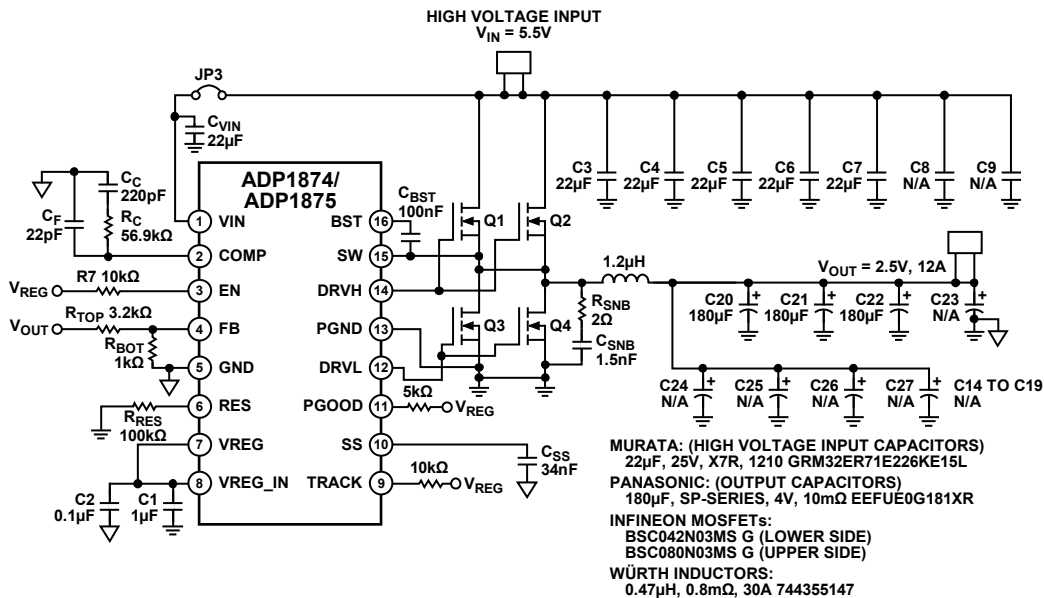 HIGH VOLTAGE INPUT
VIN = 5.5V
JP3
CVIN
22µF
CC
220pF
CF
22pF
RC
56.9kΩ
ADP1874/
ADP1875
1 VIN
2 COMP
3 EN
4 FB
5 GND
6 RES
7 VREG
8 VREG_IN
BST 16
SW 15
DRVH 14
PGND 13
DRVL 12
PGOOD 11
SS 10
TRACK 9
VREG
R7 10kΩ
VOUT
RTOP 3.2kΩ
RBOT
1kΩ
RRES
100kΩ
C2
0.1µF
C1
1µF
CBST
100nF
Q1
Q2
Q3
Q4
5kΩ
VREG
CSS
34nF
10kΩ
VREG
C3
22µF
C4
22µF
C5
22µF
C6
22µF
C7
22µF
C8
N/A
C9
N/A
1.2µH
RSNB
2Ω
CSNB
1.5nF
VOUT = 2.5V, 12A
C20
180µF
+
C21
180µF
+
C22
180µF
+
C23
N/A
+
C24
N/A
+
C25
N/A
+
C26
N/A
+
C27
N/A
+
C14 TO C19
N/A
MURATA: (HIGH VOLTAGE INPUT CAPACITORS)
22µF, 25V, X7R, 1210 GRM32ER71E226KE15L
PANASONIC: (OUTPUT CAPACITORS)
180µF, SP-SERIES, 4V, 10mΩ EEFUE0G181XR
INFINEON MOSFETs:
BSC042N03MS G (LOWER SIDE)
BSC080N03MS G (UPPER SIDE)
WÜRTH INDUCTORS:
0.47µH, 0.8mΩ, 30A 744355147